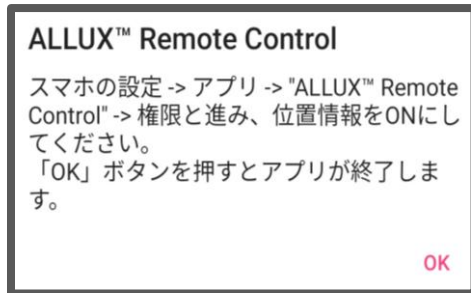 ALLUX™ Remote Control
スマホの設定 -> アプリ -> "ALLUX™ Remote
Control" -> 権限と進み、位置情報をONにし
てください。
「OK」ボタンを押すとアプリが終了しま
す。
OK